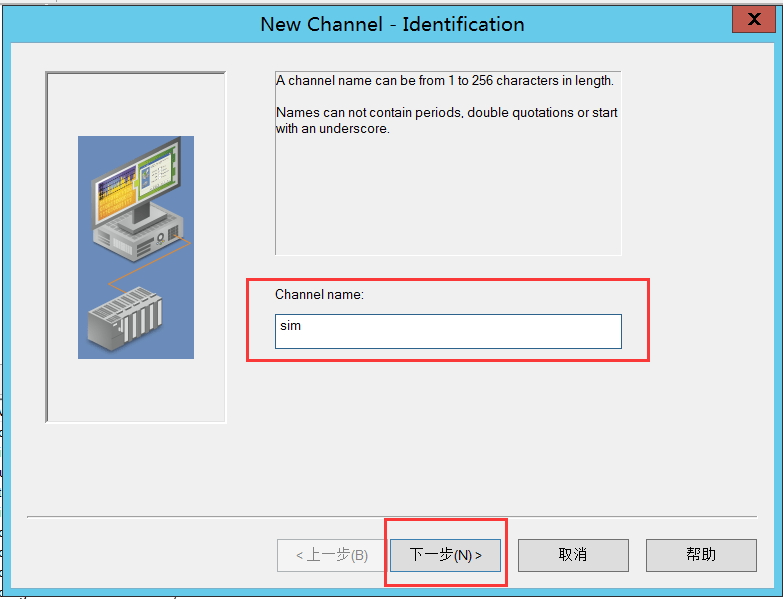 New Channel - Identification
X
A channel name can be from 1 to 256 characters in length.
Names can not contain periods, double quotations or start
with an underscore.
Channel name:
sim
< 上一步(B)
下一步(N) >
取消
帮助